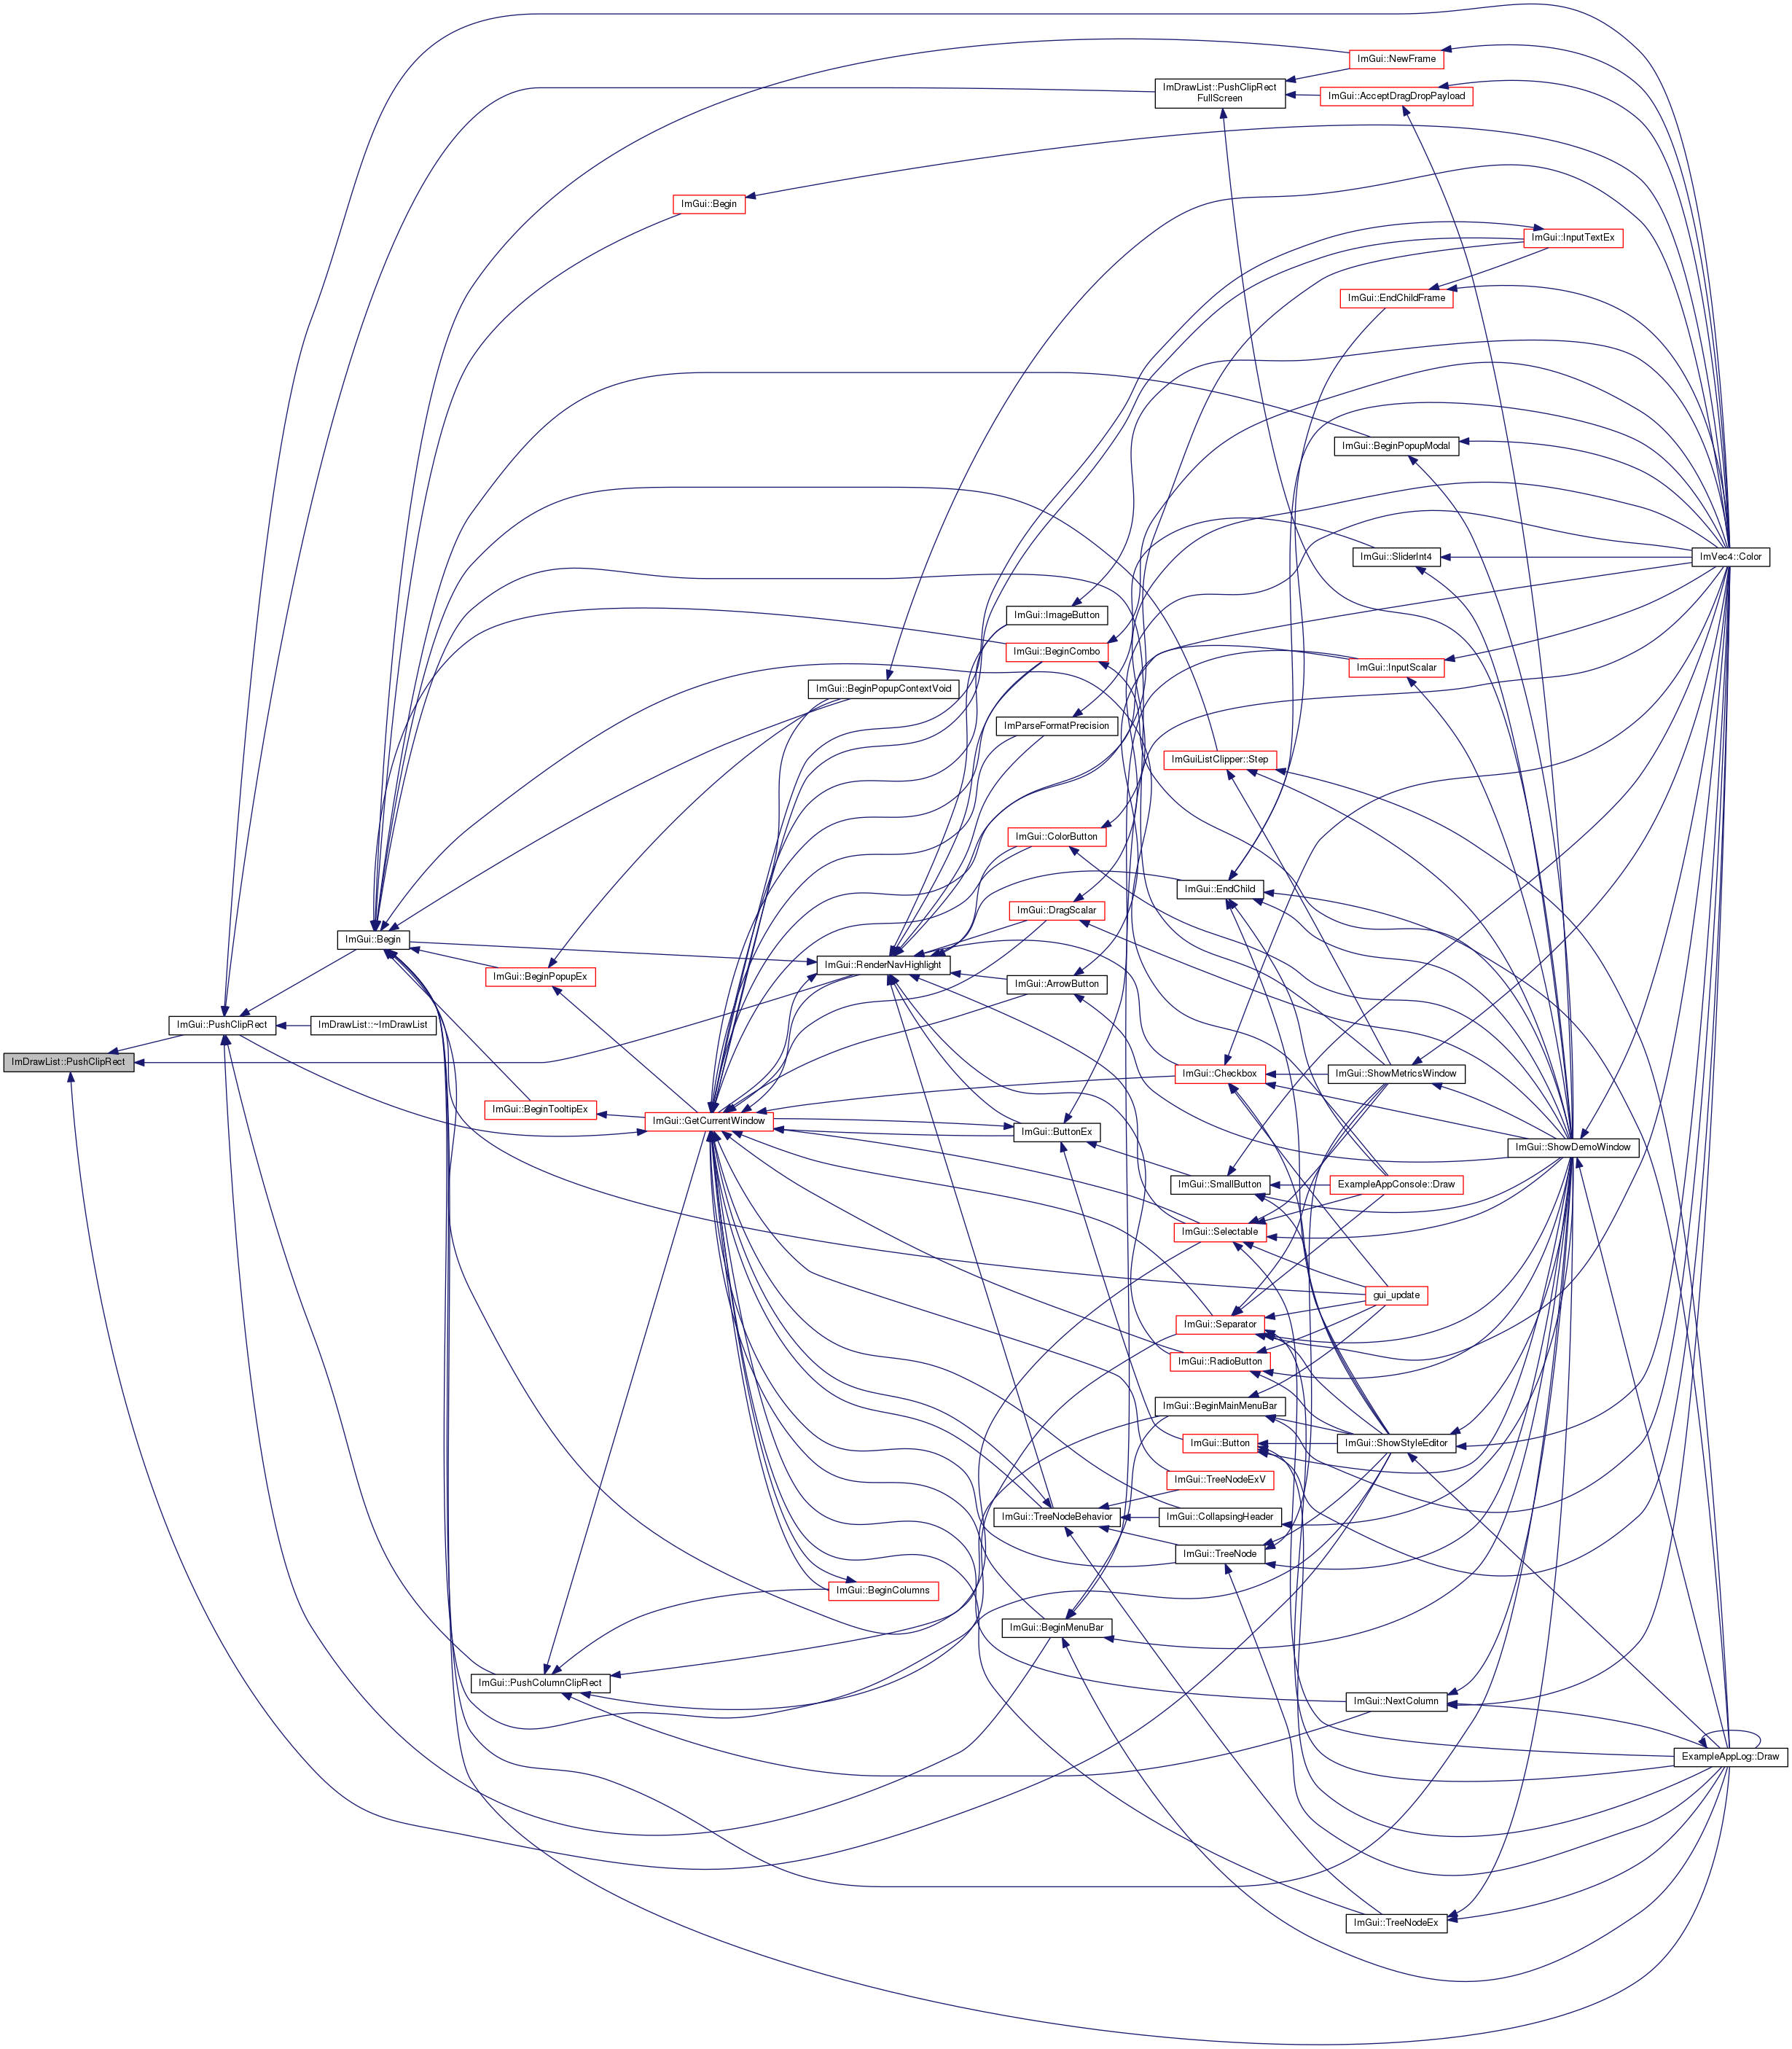 ImGui::NewFrame
ImDrawList::PushClipRect
FullScreen
ImGui::AcceptDragDropPayload
ImGui::Begin
ImGui::InputTextEx
ImGui::EndChildFrame
ImGui::BeginPopupModal
ImGui::SliderInt4
ImVec4::Color
ImGui::ImageButton
ImGui::BeginCombo
ImGui::InputScalar
ImGui::BeginPopupContextVoid
ImParseFormatPrecision
ImGuiListClipper::Step
ImGui::ColorButton
ImGui::EndChild
ImGui::DragScalar
ImGui::Begin
ImGui::RenderNavHighlight
ImGui::BeginPopupEx
ImGui::ArrowButton
ImGui::PushClipRect
ImDrawList::~ImDrawList
ImDrawList::PushClipRect
ImGui::Checkbox
ImGui::ShowMetricsWindow
ImGui::BeginTooltipEx
ImGui::GetCurrentWindow
ImGui::ButtonEx
ImGui::ShowDemoWindow
ImGui::SmallButton
ExampleAppConsole::Draw
ImGui::Selectable
gui_update
ImGui::Separator
ImGui::RadioButton
ImGui::BeginMainMenuBar
ImGui::Button
ImGui::ShowStyleEditor
ImGui::TreeNodeExV
ImGui::TreeNodeBehavior
ImGui::CollapsingHeader
ImGui::TreeNode
ImGui::BeginColumns
ImGui::BeginMenuBar
ImGui::PushColumnClipRect
ImGui::NextColumn
ExampleAppLog::Draw
ImGui::TreeNodeEx